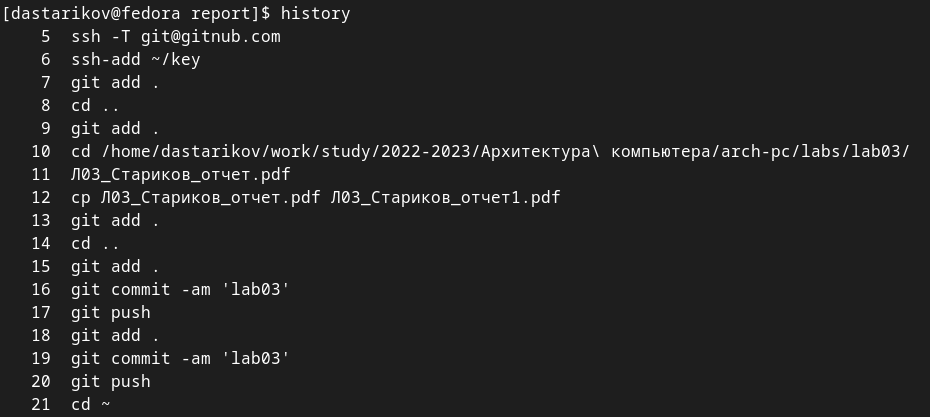 [dastarikov@fedora report]$ history
5 ssh -T git@gitnub.com
6 ssh-add ~/key
7 git add .
8 cd ..
9 git add .
10 cd /home/dastarikov/work/study/2022-2023/Архитектура\ компьютера/arch-pc/labs/lab03/
11 Л03_Стариков_отчет.pdf
12 cp Л03_Стариков_отчет.pdf Л03_Стариков_отчет1.pdf
13 git add .
14 cd ..
15 git add .
16 git commit -am 'lab03'
17 git push
18 git add .
19 git commit -am 'lab03'
20 git push
21 cd ~